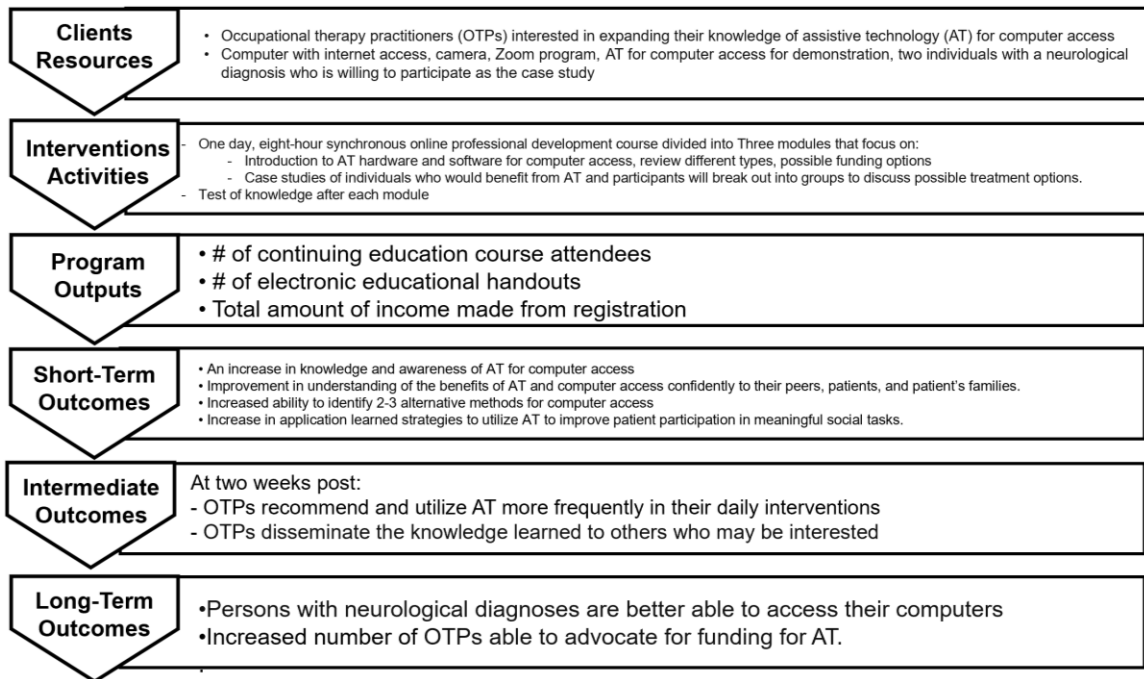 Clients
Resources
• Occupational therapy practitioners (OTPs) interested in expanding their knowledge of assistive technology (AT) for computer access
• Computer with internet access, camera, Zoom program, AT for computer access for demonstration, two individuals with a neurological
diagnosis who is willing to participate as the case study
Interventions
Activities
- One day, eight-hour synchronous online professional development course divided into Three modules that focus on:
- Introduction to AT hardware and software for computer access, review different types, possible funding options
- Case studies of individuals who would benefit from AT and participants will break out into groups to discuss possible treatment options.
- Test of knowledge after each module
Program
Outputs
• # of continuing education course attendees
• # of electronic educational handouts
• Total amount of income made from registration
Short-Term
Outcomes
• An increase in knowledge and awareness of AT for computer access
• Improvement in understanding of the benefits of AT and computer access confidently to their peers, patients, and patient's families.
• Increased ability to identify 2-3 alternative methods for computer access
• Increase in application learned strategies to utilize AT to improve patient participation in meaningful social tasks.
Intermediate
Outcomes
At two weeks post:
- OTPs recommend and utilize AT more frequently in their daily interventions
- OTPs disseminate the knowledge learned to others who may be interested
Long-Term
Outcomes
•Persons with neurological diagnoses are better able to access their computers
•Increased number of OTPs able to advocate for funding for AT.
.